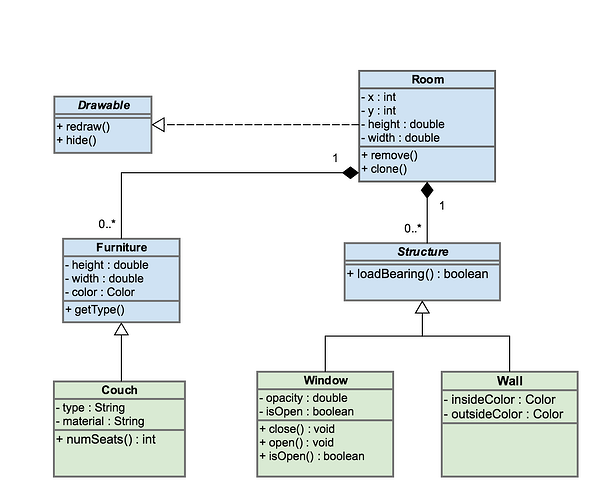 Room
- x : int
- y : int
- height : double
- width : double
+ remove()
+ clone()
Drawable
+ redraw()
+ hide()
1
0..*
1
0..*
Furniture
- height : double
- width : double
- color : Color
+ getType()
Structure
+ loadBearing() : boolean
Couch
- type : String
- material : String
+ numSeats() : int
Window
- opacity : double
- isOpen : boolean
+ close() : void
+ open() : void
+ isOpen() : boolean
Wall
- insideColor : Color
- outsideColor : Color